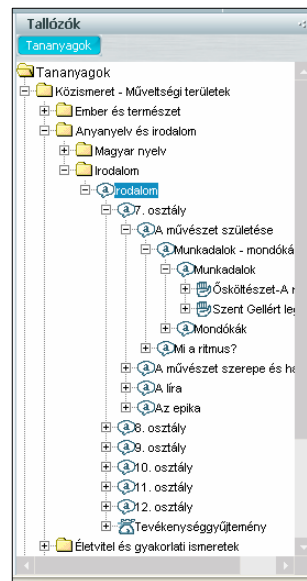 Tallózók
Tananyagok
Tananyagok
Közismeret - Műveltségi területek
Ember és természet
Anyanyelv és irodalom
Magyar nyelv
Irodalom
Irodalom
7. osztály
A művészet születése
Munkadalok - mondóká
Munkadalok
Ősköltészet-A r
Szent Gellért le
Mondókák
Mi a ritmus?
A művészet szerepe és ha
A líra
Az epika
8. osztály
9. osztály
10. osztály
11. osztály
12. osztály
Tevékenységgyűjtemény
Életvitel és gyakorlati ismeretek